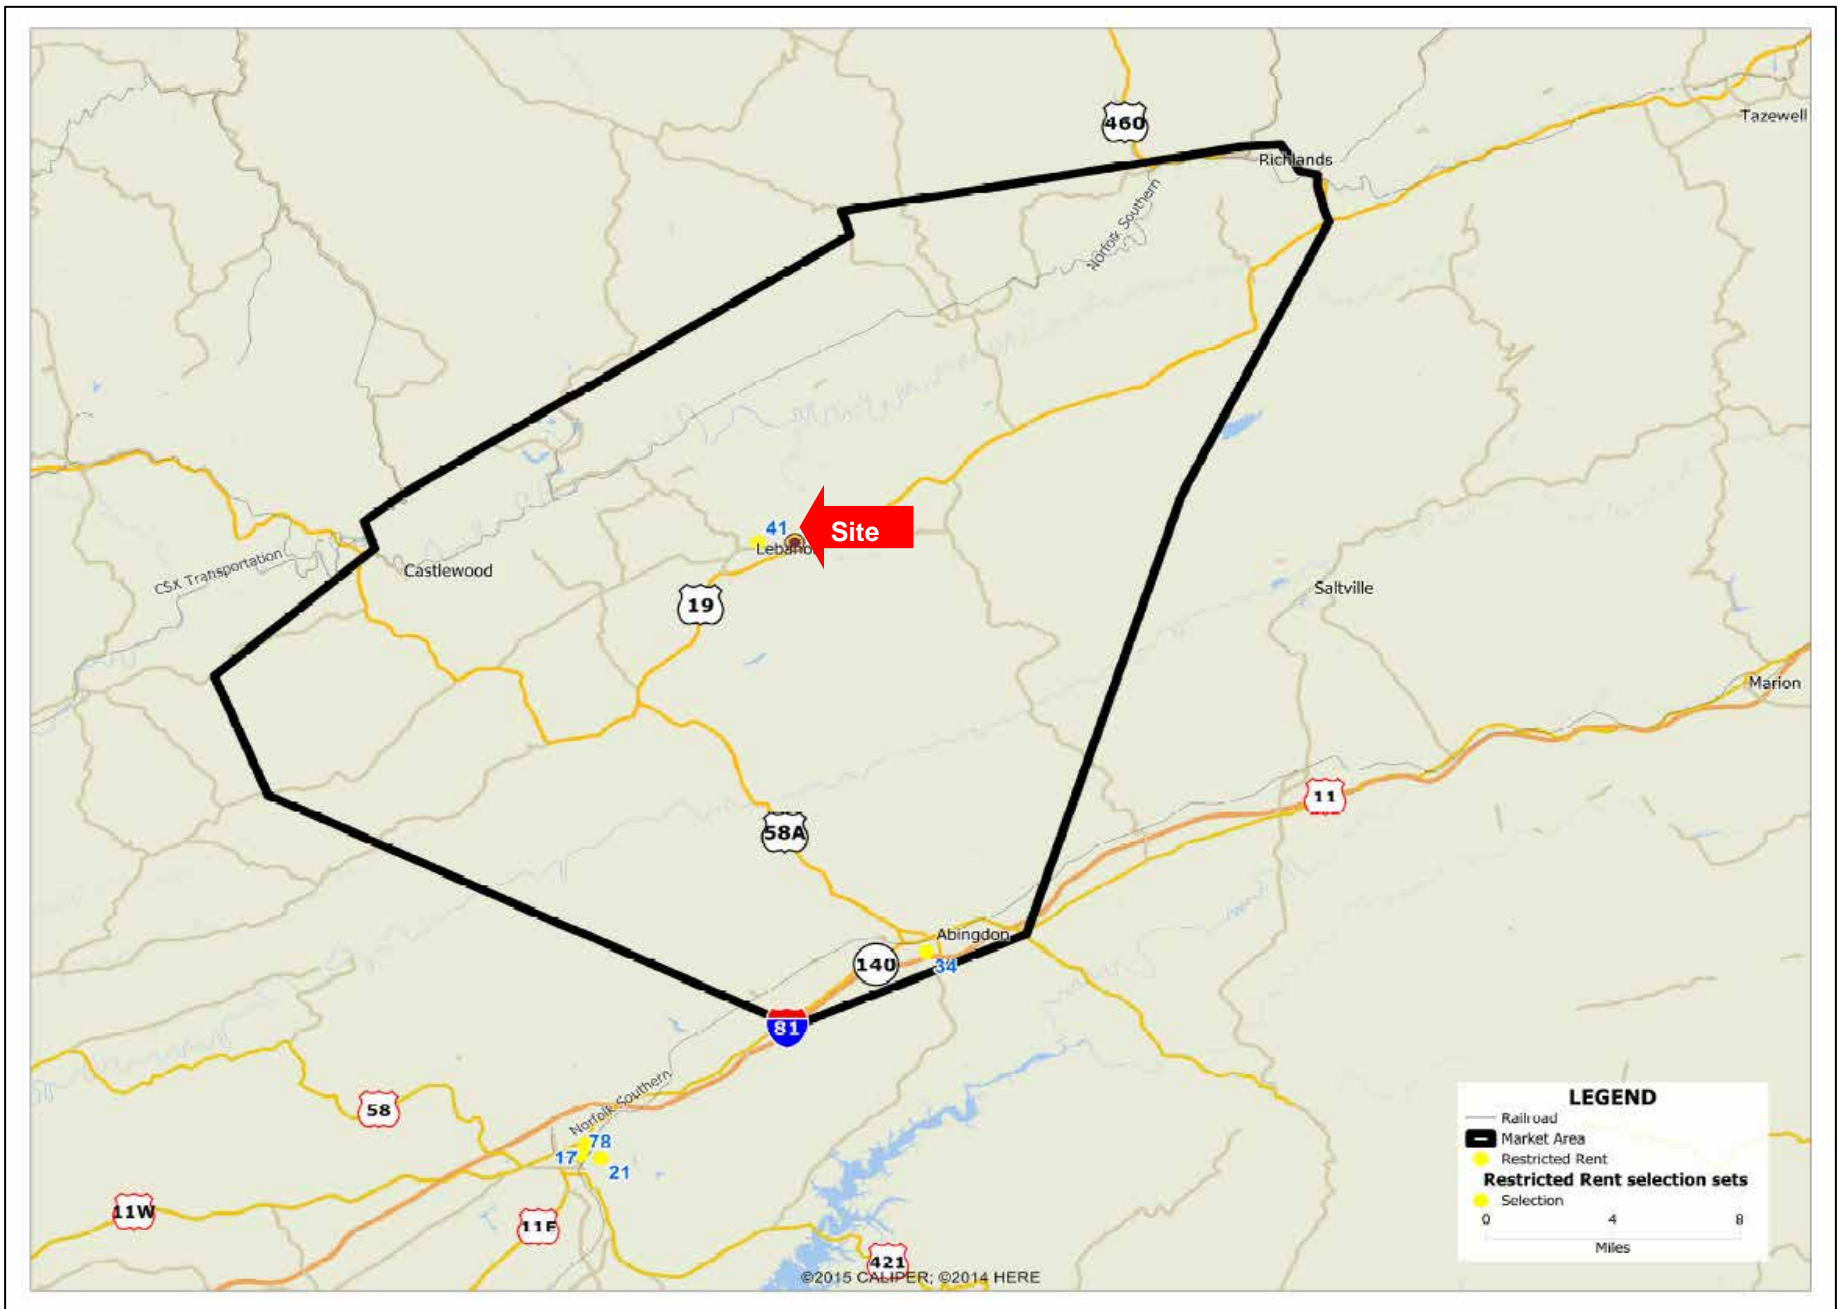 460
Tazewell
Richlands
Norfolk Southern
41
Site
Lebano
CSX Transportation
Castlewood
19
Saltville
Marion
11
58A
Abingdon
140
34
81
58
Norfolk Southern
78
17
21
11W
11E
421
LEGEND
Railroad
Market Area
Restricted Rent
Restricted Rent selection sets
Selection
0 4 8
Miles
©2015 CALIPER; ©2014 HERE